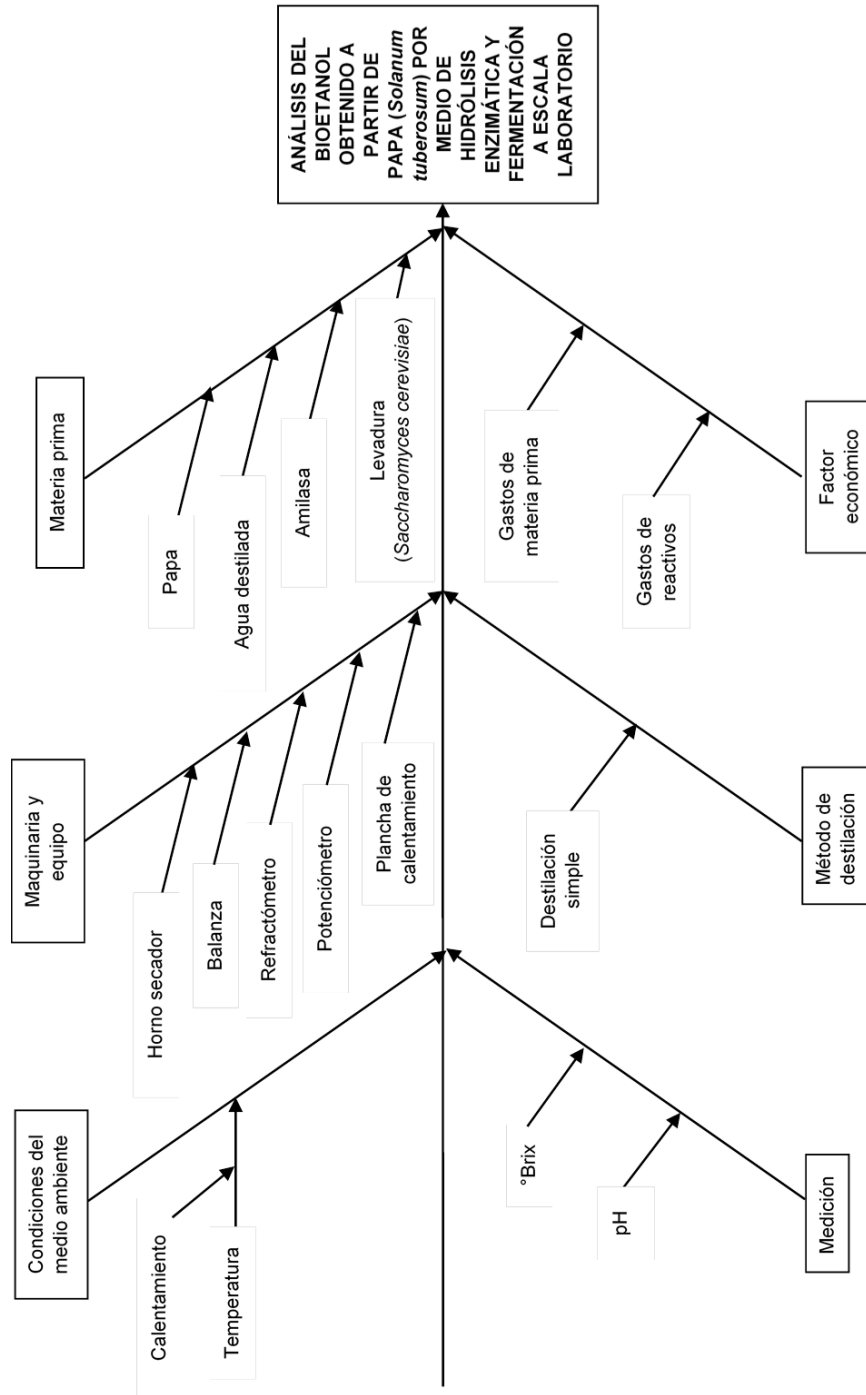 Condiciones del
medio ambiente
Calentamiento
Temperatura
Maquinaria y
equipo
Horno secador
Balanza
Refractómetro
Potenciómetro
Plancha de
calentamiento
Materia prima
Papa
Agua destilada
Amilasa
Levadura
(Saccharomyces cerevisiae)
ANÁLISIS DEL
BIOETANOL
OBTENIDO A
PARTIR DE
PAPA (Solanum
tuberosum) POR
MEDIO DE
HIDRÓLISIS
ENZIMÁTICA Y
FERMENTACIÓN
A ESCALA
LABORATORIO
°Brix
pH
Medición
Destilación
simple
Método de
destilación
Gastos de
materia prima
Gastos de
reactivos
Factor
económico